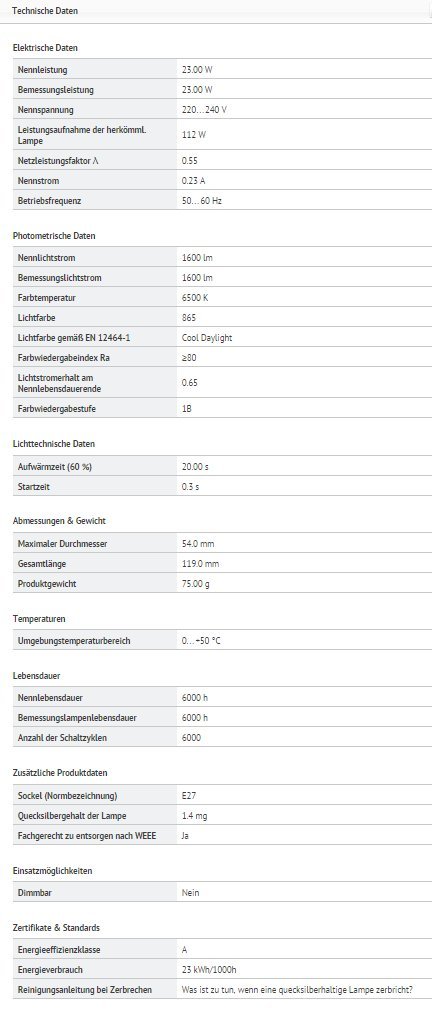 Technische Daten
Elektrische Daten
Nennleistung 23.00 W
Bemessungsleistung 23.00 W
Nennspannung 220…240 V
Leistungsaufnahme der herkömml.
Lampe 112 W
Netzleistungsfaktor Λ 0.55
Nennstrom 0.23 A
Betriebsfrequenz 50…60 Hz
Photometrische Daten
Nennlichtstrom 1600 lm
Bemessungslichtstrom 1600 lm
Farbtemperatur 6500 K
Lichtfarbe 865
Lichtfarbe gemäß EN 12464-1 Cool Daylight
Farbwiedergabeindex Ra ≥80
Lichtstromerhalt am
Nennlebensdauerende 0.65
Farbwiedergabestufe 1B
Lichttechnische Daten
Aufwärmzeit (60 %) 20.00 s
Startzeit 0.3 s
Abmessungen & Gewicht
Maximaler Durchmesser 54.0 mm
Gesamtlänge 119.0 mm
Produktgewicht 75.00 g
Temperaturen
Umgebungstemperaturbereich 0…+50 °C
Lebensdauer
Nennlebensdauer 6000 h
Bemessungslampenlebensdauer 6000 h
Anzahl der Schaltzyklen 6000
Zusätzliche Produktdaten
Sockel (Normbezeichnung) E27
Quecksilbergehalt der Lampe 1.4 mg
Fachgerecht zu entsorgen nach WEEE Ja
Einsatzmöglichkeiten
Dimmbar Nein
Zertifikate & Standards
Energieeffizienzklasse A
Energieverbrauch 23 kWh/1000h
Reinigungsanleitung bei Zerbrechen Was ist zu tun, wenn eine quecksilberhaltige Lampe zerbricht?